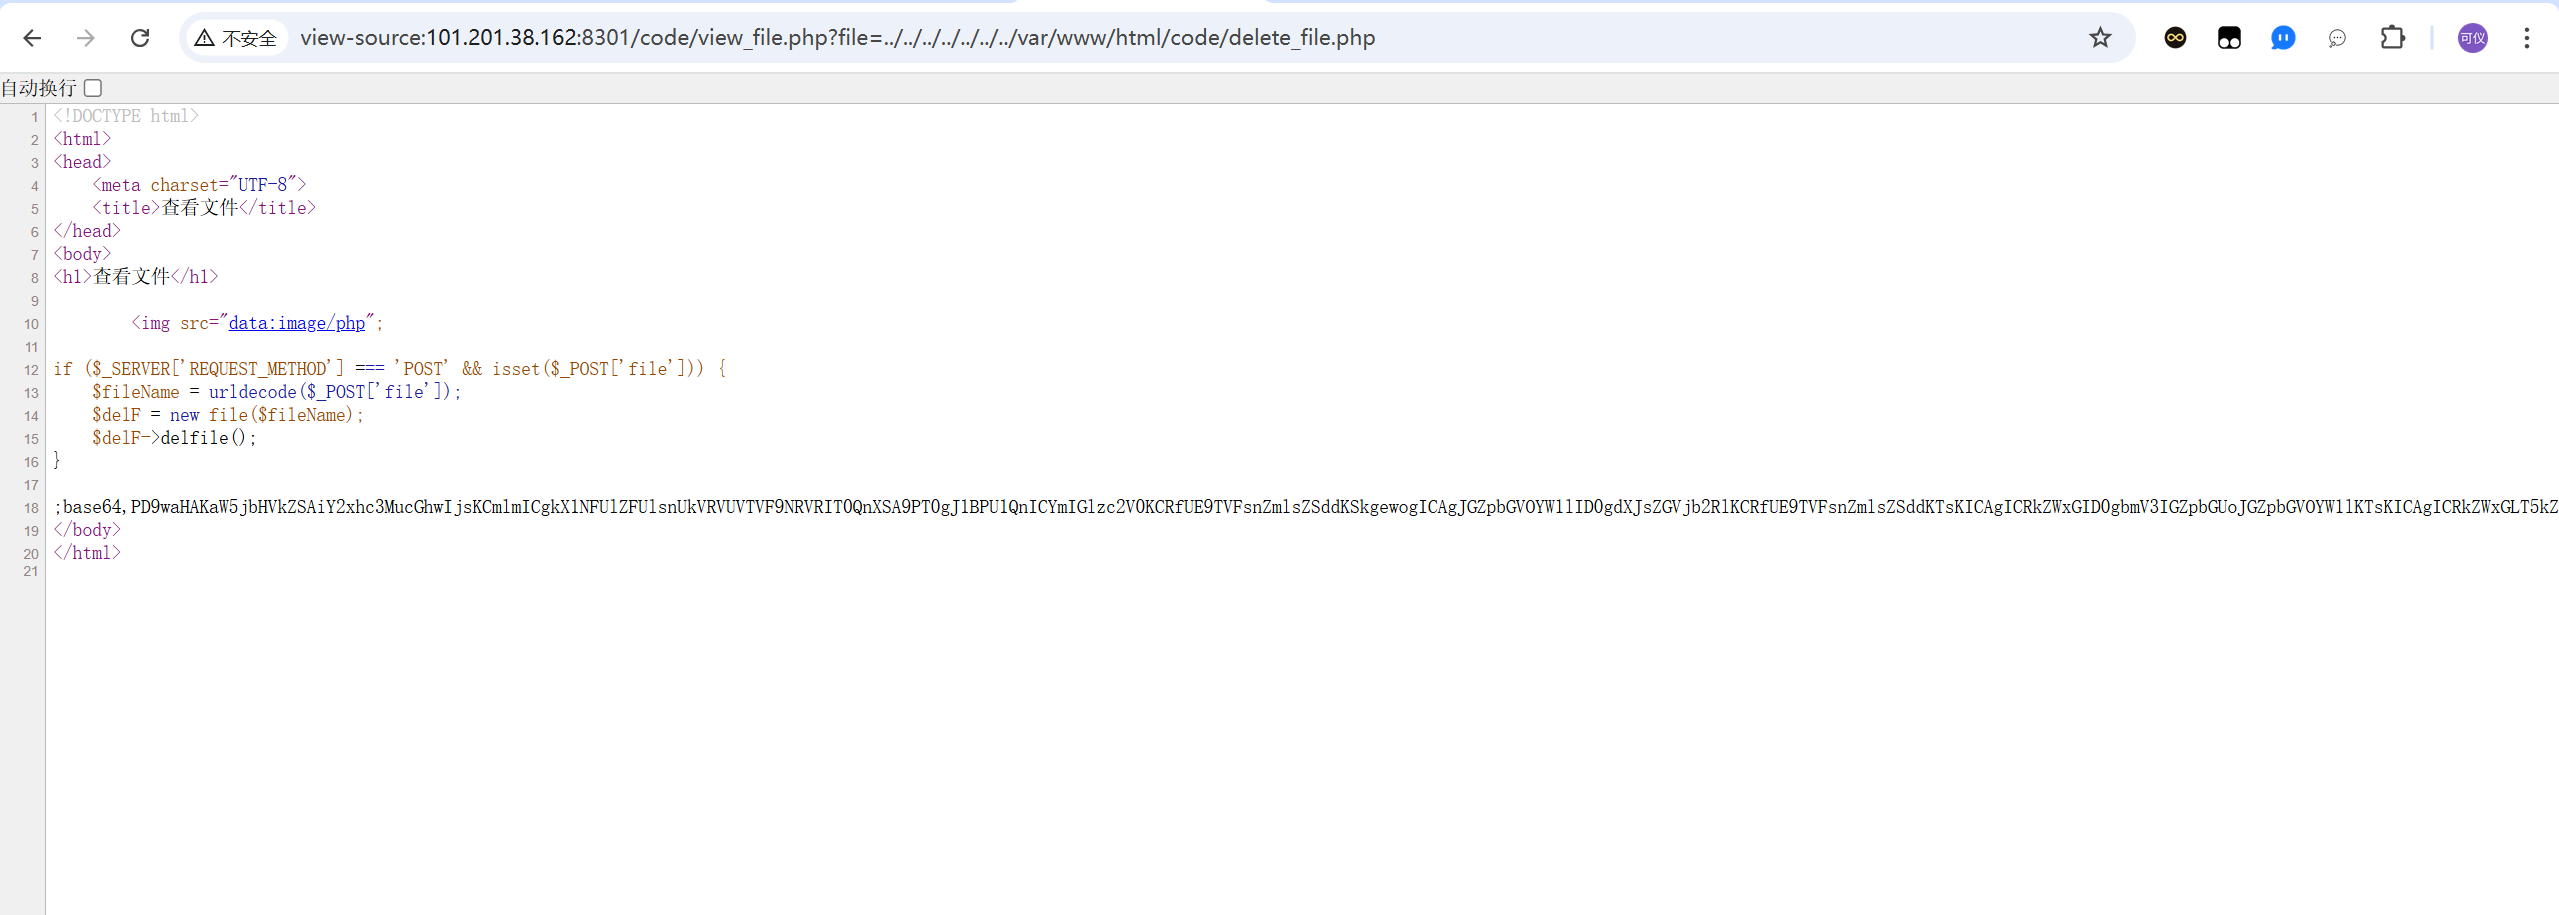 不安全 view-source:101.201.38.162:8301/code/view_file.php?file=../../../../../../../var/www/html/code/delete_file.php 可仪
自动换行
1 <!DOCTYPE html>
2 <html>
3 <head>
4     <meta charset="UTF-8">
5     <title>查看文件</title>
6 </head>
7 <body>
8 <h1>查看文件</h1>
9
10         <img src="data:image/php";
11
12 if ($_SERVER['REQUEST_METHOD'] === 'POST' && isset($_POST['file'])) {
13     $fileName = urldecode($_POST['file']);
14     $delF = new file($fileName);
15     $delF->delfile();
16 }
17
18 ;base64,PD9waHAKaW5jbHVkZSAiY2xhc3MucGhwIjsKCmlmICgkX1NFUlZFUlsnUkVRVUVTVF9NRVRIT0QnXSA9PT0gJ1BPU1QnICYmIGlzc2V0KCRfUE9TVFsnZmlsZSddKSkgewogICAgJGZpbGVOYW1lID0gdXJsZGVjb2RlKCRfUE9TVFsnZmlsZSddKTsKICAgICRkZWxGID0gbmV3IGZpbGUoJGZpbGVOYW1lKTsKICAgICRkZWxGLT5kZ
19 </body>
20 </html>
21